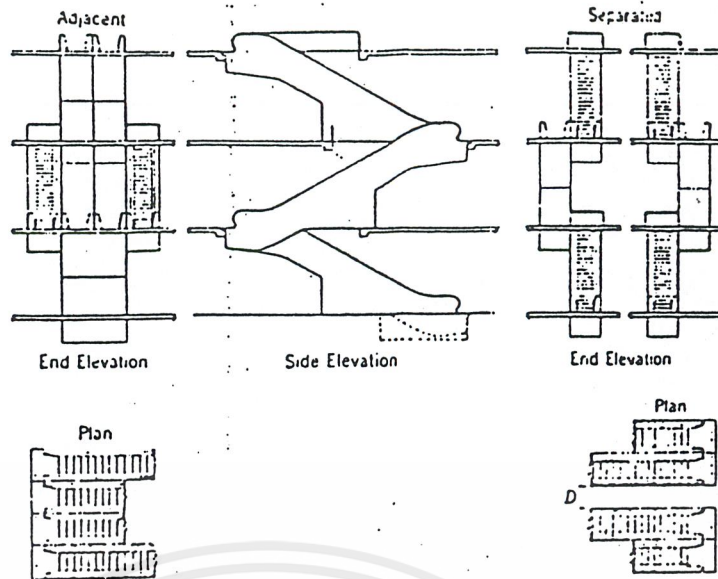 Adjacent
Separated
End Elevation
Side Elevation
End Elevation
Plan
Plan
D